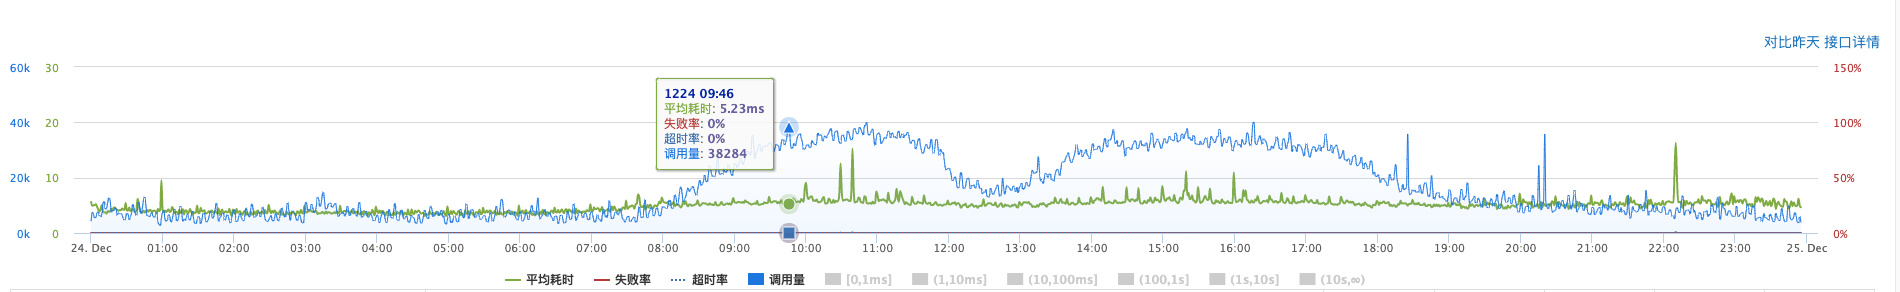 对比昨天 接口详情
60k 30 150%
1224 09:46
平均耗时: 5.23ms
40k 20 失败率: 0% 100%
超时率: 0%
调用量: 38284
20k 10 50%
0k 0 0%
24. Dec 01:00 02:00 03:00 04:00 05:00 06:00 07:00 08:00 09:00 10:00 11:00 12:00 13:00 14:00 15:00 16:00 17:00 18:00 19:00 20:00 21:00 22:00 23:00 25. Dec
平均耗时 失败率 超时率 调用量 [0,1ms] (1,10ms] (10,100ms] (100,1s] (1s,10s] (10s,∞)